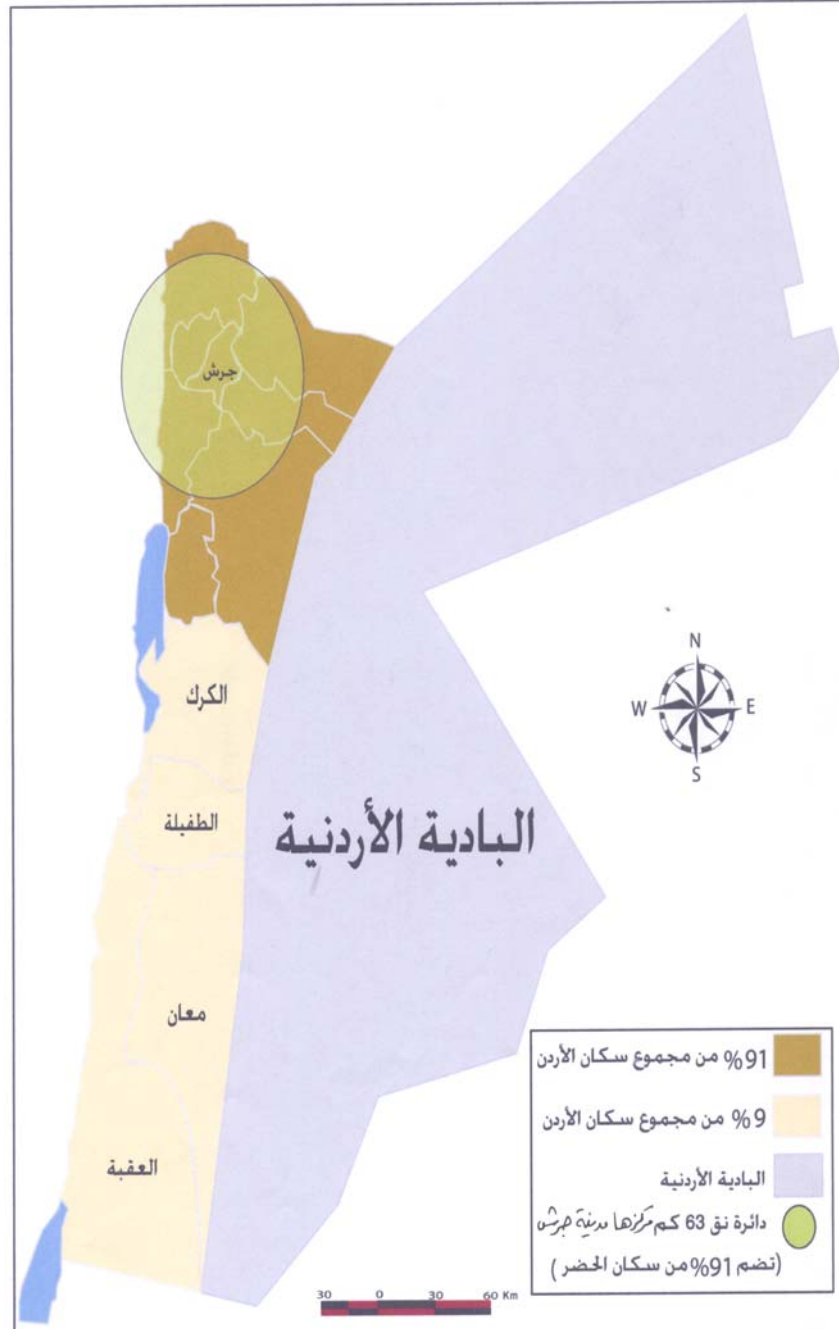 جرش
N
W
E
S
الكرك
الطفيلة
البادية الأردنية
معان
العقبة
%91 من مجموع سكان الأردن
%9 من مجموع سكان الأردن
البادية الأردنية
دائرة نق 63 كم مركزها مدينة جرش
(تضم 91%من سكان الحضر )
30 0 30 60 Km